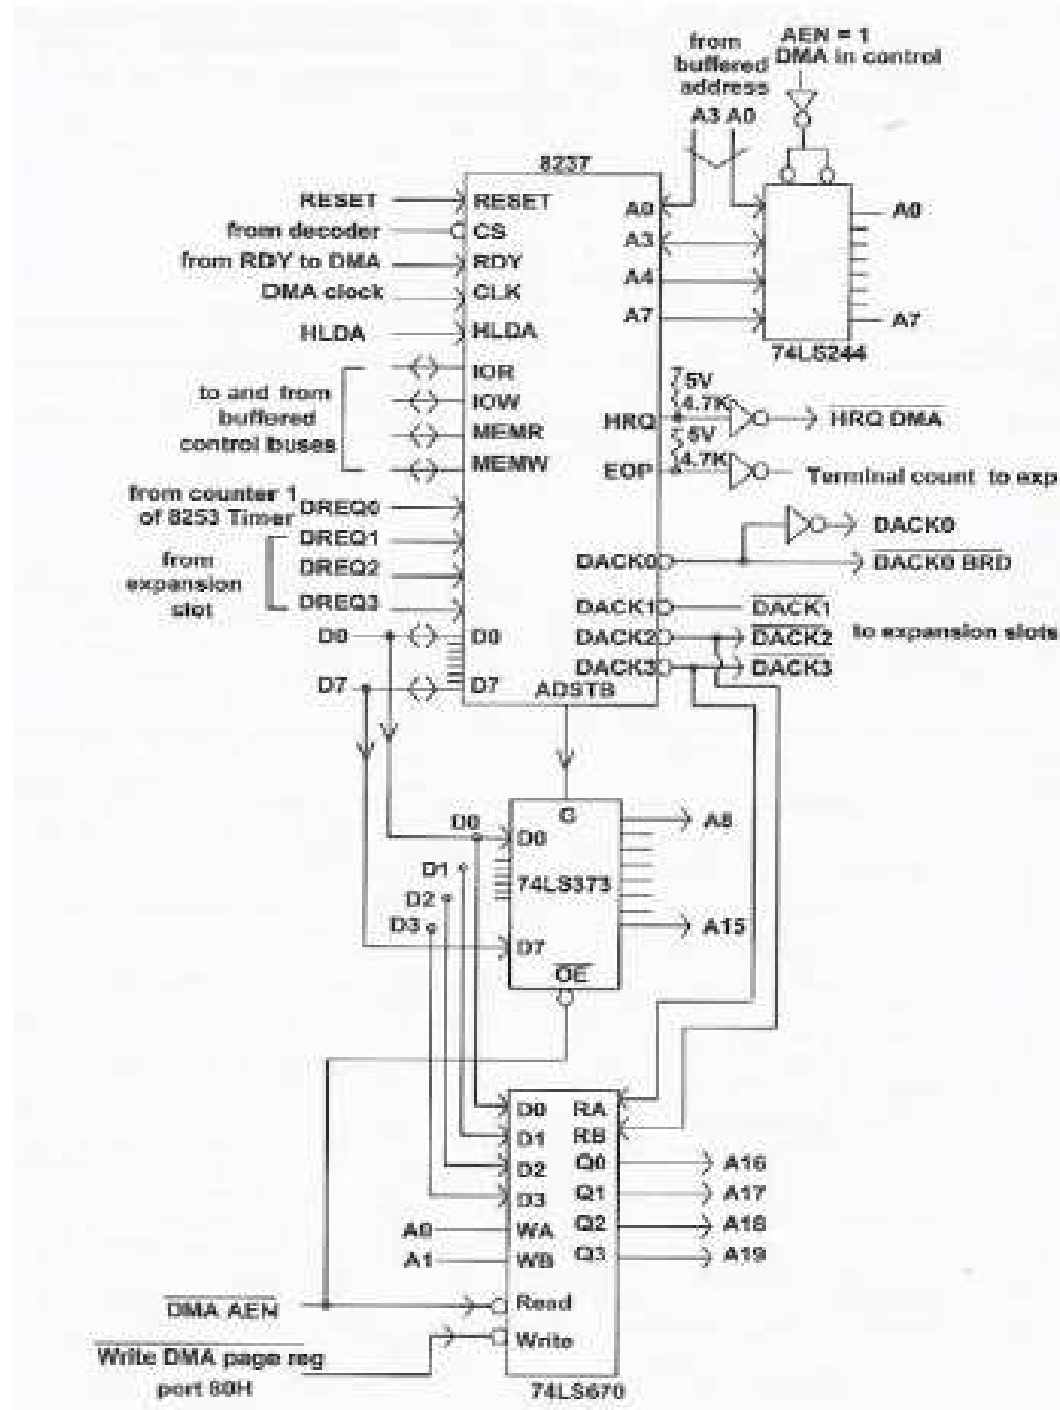 from
buffered
address
A3 A0
AEN = 1
DMA in control
8237
RESET
from decoder
from RDY to DMA
DMA clock
HLDA
to and from
buffered
control buses
from counter 1
of 8253 Timer
DREQ0
DREQ1
DREQ2
DREQ3
from
expansion
slot
D0
D7
RESET
CS
RDY
CLK
HLDA
IOR
IOW
MEMR
MEMW
D0
D7
A0
A3
A4
A7
HRQ
EOP
DACK0
DACK1
DACK2
DACK3
ADSTB
A0
A7
74LS244
5V
4.7K
5V
4.7K
HRQ DMA
Terminal count to exp
DACK0
DACK0 BRD
DACK1
DACK2
DACK3
to expansion slots
G
D0
74LS373
D7
OE
D0
D1
D2
D3
A8
A15
D0
D1
D2
D3
WA
WB
Read
Write
RA
RB
Q0
Q1
Q2
Q3
A16
A17
A18
A19
A0
A1
DMA AEN
Write DMA page reg
port 80H
74LS670